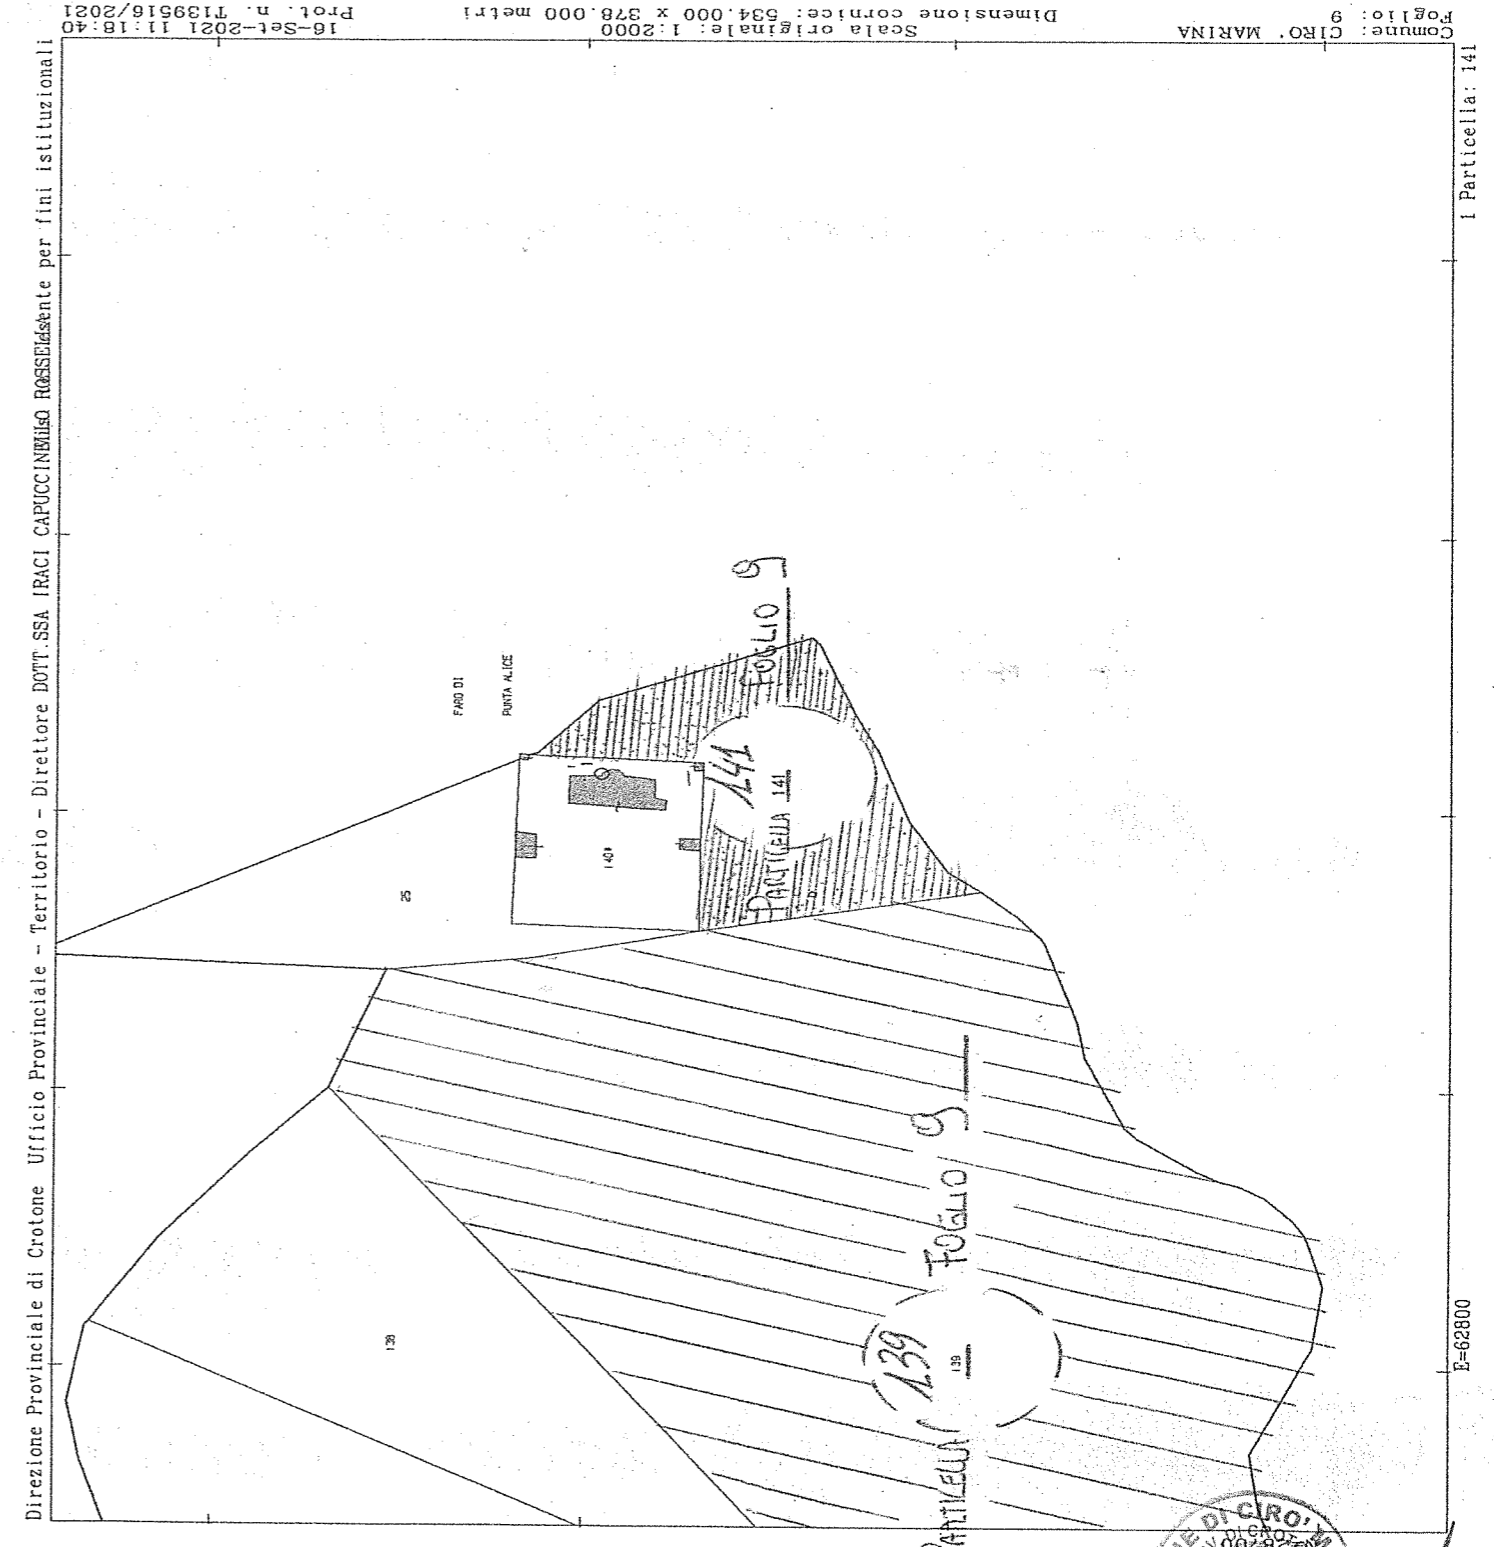 Direzione Provinciale di Crotone Ufficio Provinciale - Territorio - Direttore DOTT.SSA IRACI CAPUCCINELLO per fini istituzionali
16-Set-2021 11:18:40
Prot. n. T139516/2021
Scala originale: 1:2000
Dimensione cornice: 534.000 x 378.000 metri
Comune: CIRO' MARINA
Foglio: 9
1 Particella: 141
E=62800
FARO DI
PUNTA ALICE
FOGLIO 9
141
PARTICELLA 141
140
25
FOGLIO 9
139
139
PARTICELLA
138
DI CIRO' M